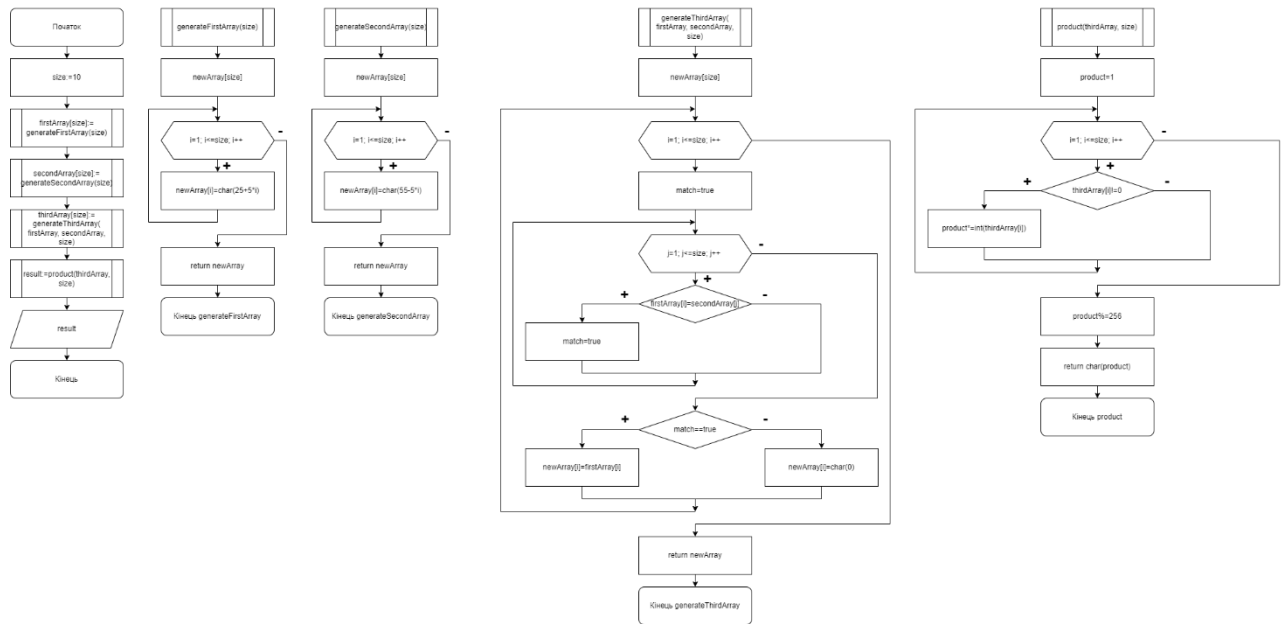 Початок
size:=10
firstArray[size]:=
generateFirstArray(size)
secondArray[size]:=
generateSecondArray(size)
thirdArray[size]:=
generateThirdArray(
firstArray, secondArray,
size)
result:=product(thirdArray,
size)
result
Кінець
generateFirstArray(size)
newArray[size]
i=1; i<=size; i++
-
+
newArray[i]=char(25+5*i)
return newArray
Кінець generateFirstArray
generateSecondArray(size)
newArray[size]
i=1; i<=size; i++
-
+
newArray[i]=char(55-5*i)
return newArray
Кінець generateSecondArray
generateThirdArray(
firstArray, secondArray,
size)
newArray[size]
i=1; i<=size; i++
-
+
match=true
j=1; j<=size; j++
-
+
firstArray[i]=secondArray[j]
+
-
match=true
match==true
+
-
newArray[i]=firstArray[i]
newArray[i]=char(0)
return newArray
Кінець generateThirdArray
product(thirdArray, size)
product=1
i=1; i<=size; i++
-
+
thirdArray[i]!=0
+
-
product*=int(thirdArray[i])
product%=256
return char(product)
Кінець product